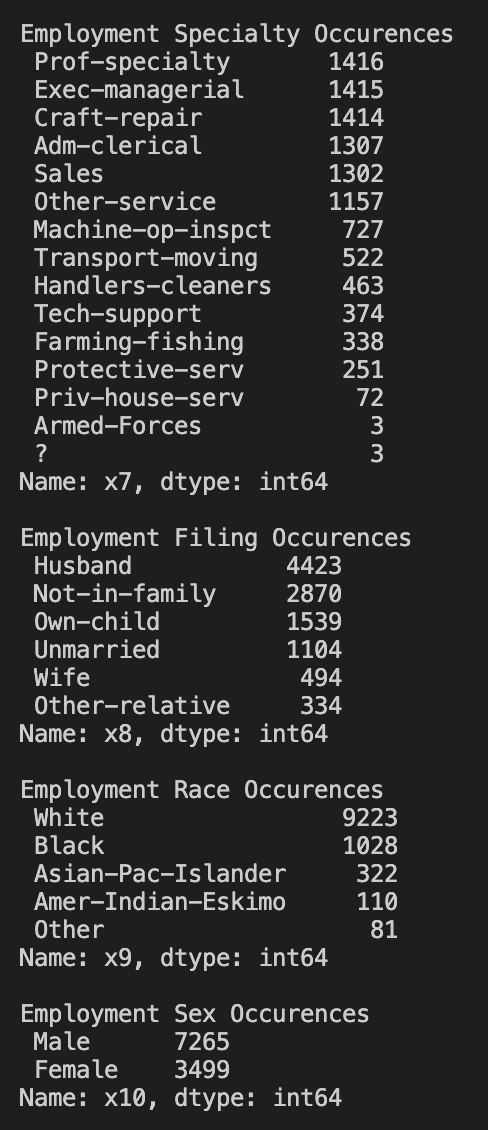 Employment Specialty Occurences
Prof-specialty 1416
Exec-managerial 1415
Craft-repair 1414
Adm-clerical 1307
Sales 1302
Other-service 1157
Machine-op-inspct 727
Transport-moving 522
Handlers-cleaners 463
Tech-support 374
Farming-fishing 338
Protective-serv 251
Priv-house-serv 72
Armed-Forces 3
? 3
Name: x7, dtype: int64

Employment Filing Occurences
Husband 4423
Not-in-family 2870
Own-child 1539
Unmarried 1104
Wife 494
Other-relative 334
Name: x8, dtype: int64

Employment Race Occurences
White 9223
Black 1028
Asian-Pac-Islander 322
Amer-Indian-Eskimo 110
Other 81
Name: x9, dtype: int64

Employment Sex Occurences
Male 7265
Female 3499
Name: x10, dtype: int64